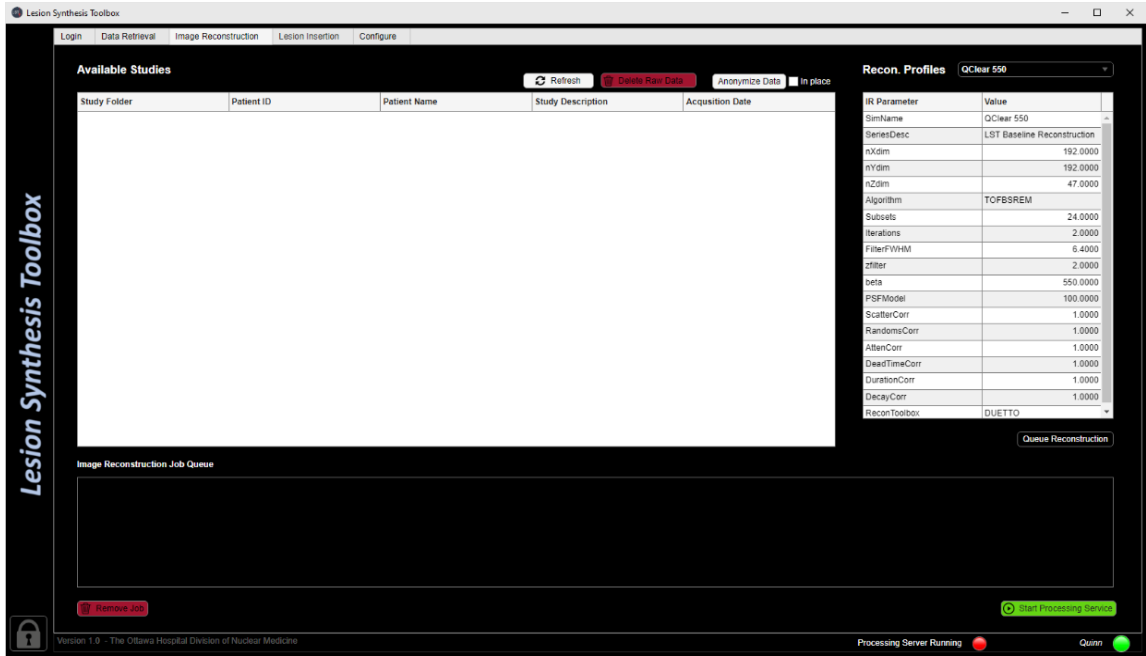 Lesion Synthesis Toolbox
Login Data Retrieval Image Reconstruction Lesion Insertion Configure
Available Studies
Refresh Delete Raw Data Anonymize Data In place
Recon. Profiles QClear 550
Study Folder Patient ID Patient Name Study Description Acqusition Date
IR Parameter Value
SimName QClear 550
SeriesDesc LST Baseline Reconstruction
nXdim 192.0000
nYdim 192.0000
nZdim 47.0000
Algorithm TOFBSREM
Subsets 24.0000
Iterations 2.0000
FilterFWHM 6.4000
zfilter 2.0000
beta 550.0000
PSFModel 100.0000
ScatterCorr 1.0000
RandomsCorr 1.0000
AttenCorr 1.0000
DeadTimeCorr 1.0000
DurationCorr 1.0000
DecayCorr 1.0000
ReconToolbox DUETTO
Queue Reconstruction
Lesion Synthesis Toolbox
Image Reconstruction Job Queue
Remove Job
Start Processing Service
Version 1.0 - The Ottawa Hospital Division of Nuclear Medicine
Processing Server Running
Quinn